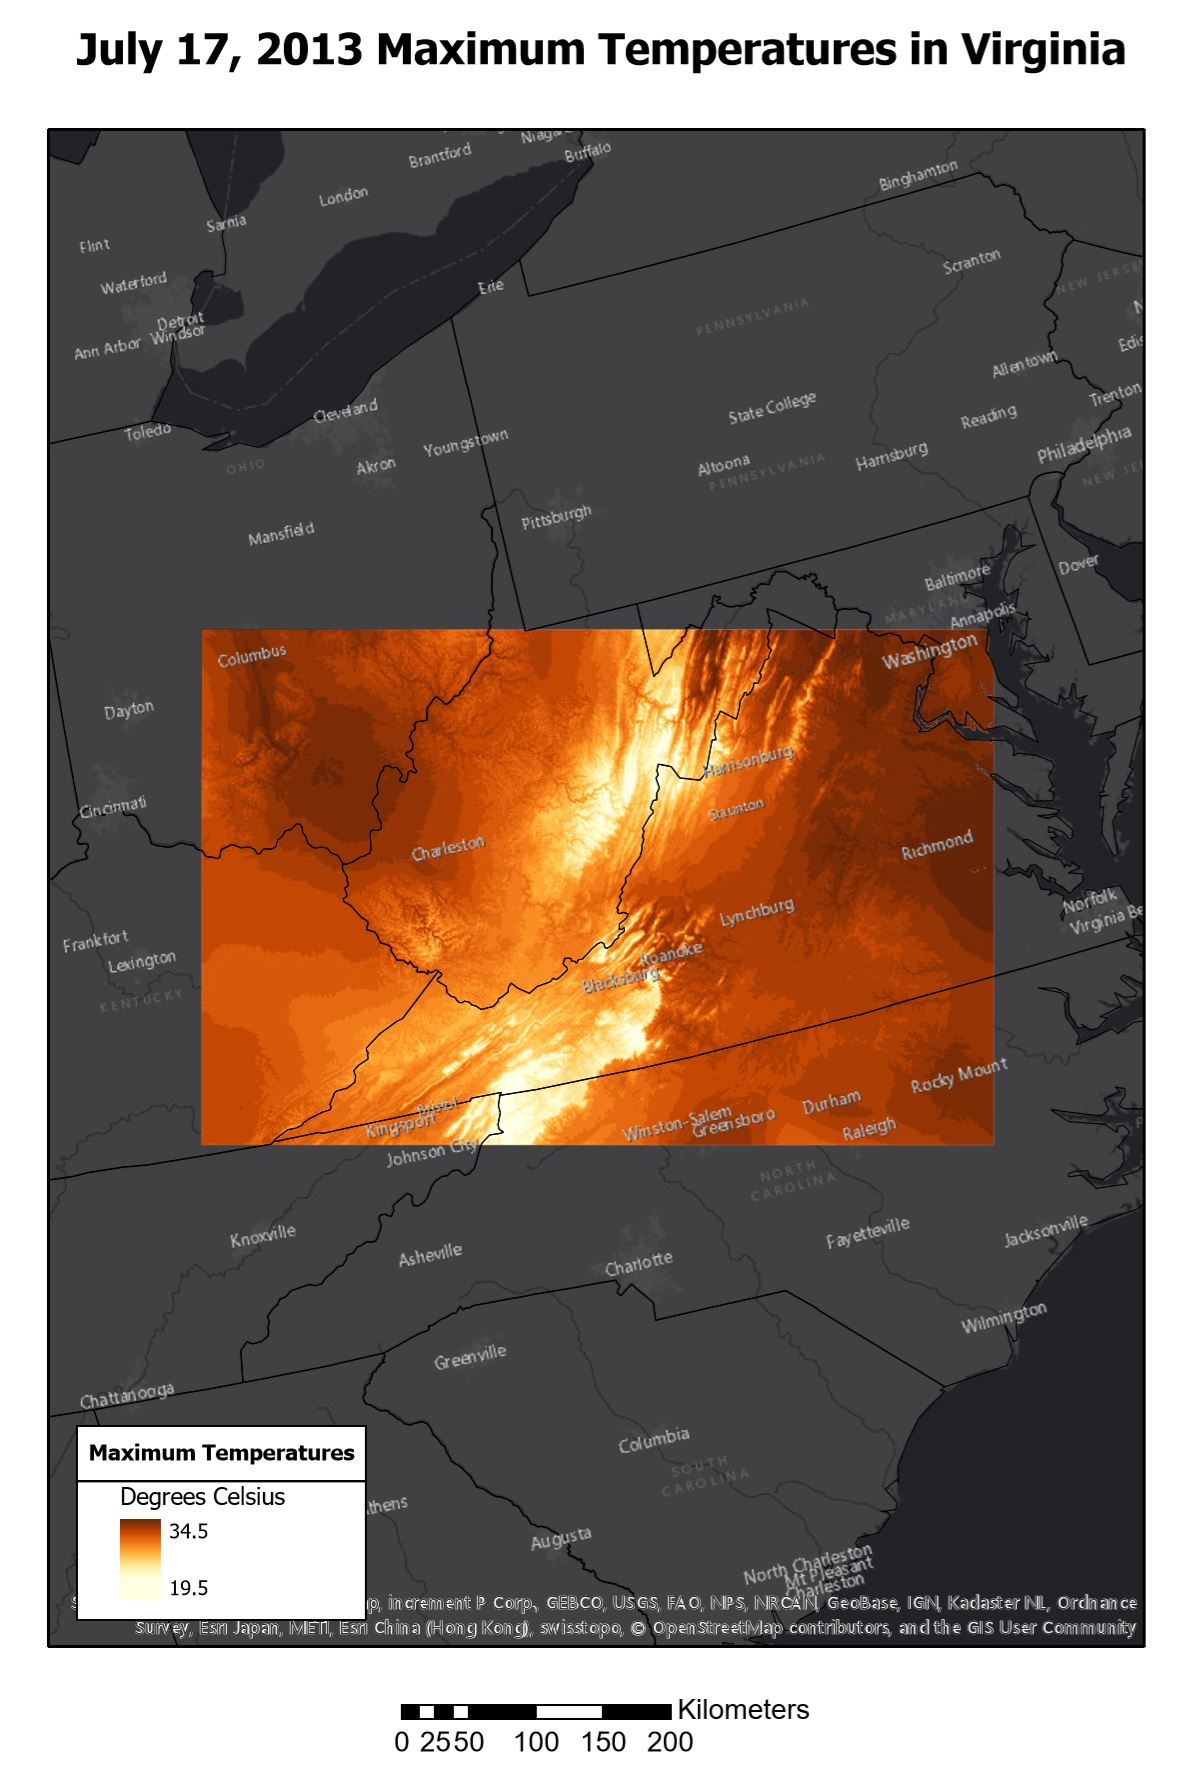 July 17, 2013 Maximum Temperatures in Virginia
Buffalo
Brantford
Binghamton
London
Sarnia
Flint
Scranton
NEW JERSEY
Waterford
Erie
Detroit
PENNSYLVANIA
Windsor
Ann Arbor
Allentown
Trenton
Cleveland
State College
Reading
Toledo
Youngstown
Philadelphia
Harrisburg
Akron
OHIO
Altoona
PENNSYLVANIA
NEW JE
Pittsburgh
Mansfield
Dover
Baltimore
MARYLAND
Annapolis
Washington
Columbus
Dayton
Harrisonburg
Staunton
Cincinnati
Charleston
Richmond
Norfolk
Virginia Be
Lynchburg
Frankfort
Roanoke
Lexington
Blacksburg
KENTUCKY
Rocky Mount
Durham
Bristol
Kingsport
Winston-Salem
Greensboro
Raleigh
Johnson City
NORTH
CAROLINA
Knoxville
Fayetteville
Jacksonville
Asheville
Charlotte
Wilmington
Greenville
Chattanooga
Columbia
SOUTH
CAROLINA
Maximum Temperatures
Degrees Celsius
34.5
19.5
thens
Augusta
North Charleston
Mt Pleasant
Charleston
p, increment P Corp., GEBCO, USGS, FAO, NPS, NRCAN, GeoBase, IGN, Kadaster NL, Ordnance
Survey, Esri Japan, METI, Esri China (Hong Kong), swisstopo, © OpenStreetMap contributors, and the GIS User Community
Kilometers
0 25 50 100 150 200